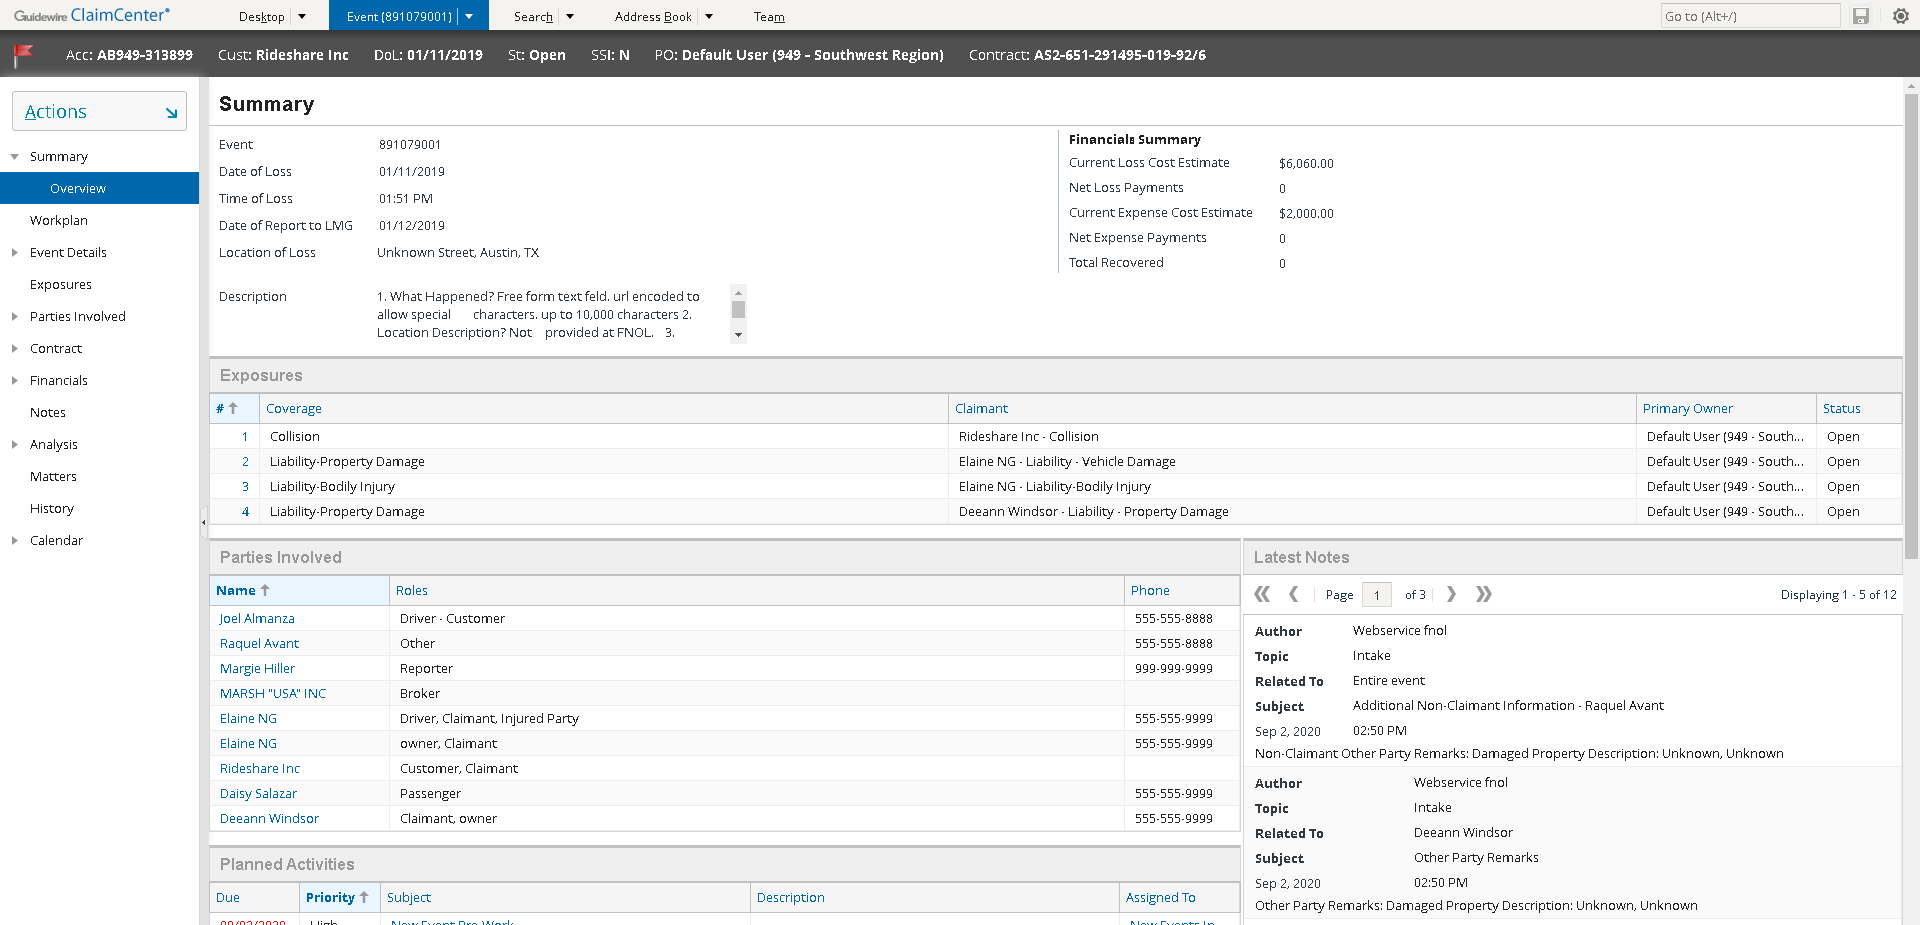 Guidewire ClaimCenter® Desktop Event (891079001) Search Address Book Team Go to (Alt+/)
Acc: AB949-313899 Cust: Rideshare Inc DoL: 01/11/2019 St: Open SSI: N PO: Default User (949 - Southwest Region) Contract: AS2-651-291495-019-92/6
Actions
Summary
Overview
Workplan
Event Details
Exposures
Parties Involved
Contract
Financials
Notes
Analysis
Matters
History
Calendar
Summary
Event 891079001
Date of Loss 01/11/2019
Time of Loss 01:51 PM
Date of Report to LMG 01/12/2019
Location of Loss Unknown Street, Austin, TX
Description 1. What Happened? Free form text feld. url encoded to
allow special characters. up to 10,000 characters 2.
Location Description? Not provided at FNOL. 3.
Financials Summary
Current Loss Cost Estimate $6,060.00
Net Loss Payments 0
Current Expense Cost Estimate $2,000.00
Net Expense Payments 0
Total Recovered 0
Exposures
# Coverage Claimant Primary Owner Status
1 Collision Rideshare Inc - Collision Default User (949 - South... Open
2 Liability-Property Damage Elaine NG - Liability - Vehicle Damage Default User (949 - South... Open
3 Liability-Bodily Injury Elaine NG - Liability-Bodily Injury Default User (949 - South... Open
4 Liability-Property Damage Deeann Windsor - Liability - Property Damage Default User (949 - South... Open
Parties Involved
Name Roles Phone
Joel Almanza Driver - Customer 555-555-8888
Raquel Avant Other 555-555-8888
Margie Hiller Reporter 999-999-9999
MARSH "USA" INC Broker
Elaine NG Driver, Claimant, Injured Party 555-555-9999
Elaine NG owner, Claimant 555-555-9999
Rideshare Inc Customer, Claimant
Daisy Salazar Passenger 555-555-9999
Deeann Windsor Claimant, owner 555-555-9999
Planned Activities
Due Priority Subject Description Assigned To
09/02/2020 High New Event Pre Work New Events In
Latest Notes
Page 1 of 3 Displaying 1 - 5 of 12
Author Webservice fnol
Topic Intake
Related To Entire event
Subject Additional Non-Claimant Information - Raquel Avant
Sep 2, 2020 02:50 PM
Non-Claimant Other Party Remarks: Damaged Property Description: Unknown, Unknown
Author Webservice fnol
Topic Intake
Related To Deeann Windsor
Subject Other Party Remarks
Sep 2, 2020 02:50 PM
Other Party Remarks: Damaged Property Description: Unknown, Unknown